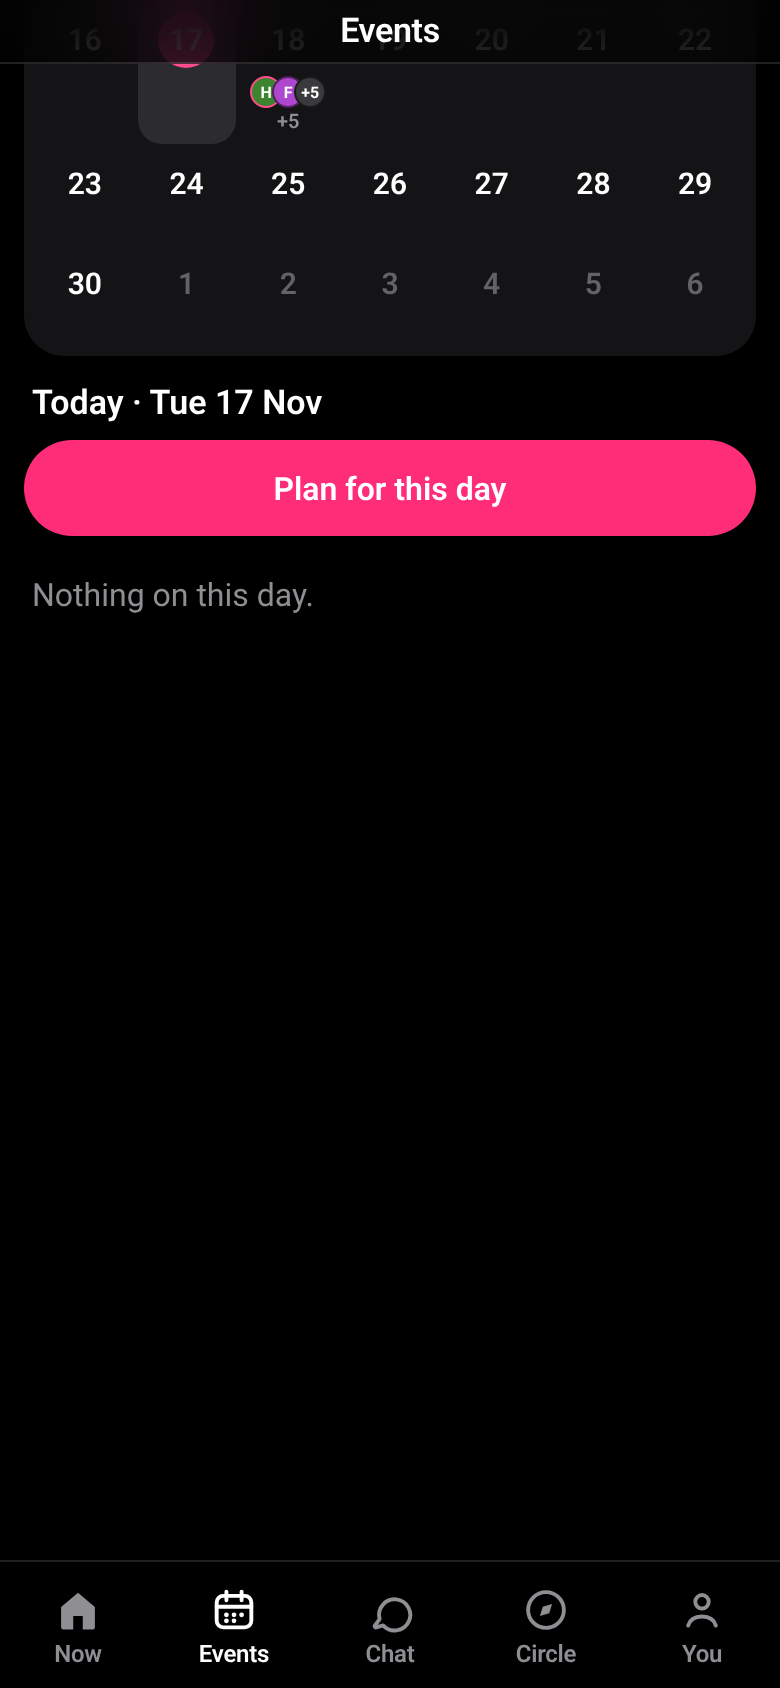 Events
16 17 18 19 20 21 22
H F +5
+5
23 24 25 26 27 28 29
30 1 2 3 4 5 6
Today · Tue 17 Nov
Plan for this day
Nothing on this day.
Now Events Chat Circle You